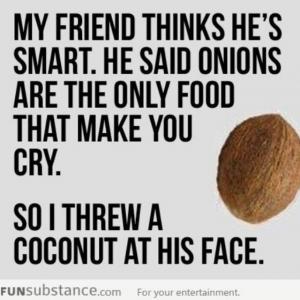 MY FRIEND THINKS HE'S
SMART. HE SAID ONIONS
ARE THE ONLY FOOD
THAT MAKE YOU
CRY.
SO I THREW A
COCONUT AT HIS FACE.
FUNSubstance.com For your entertainment.